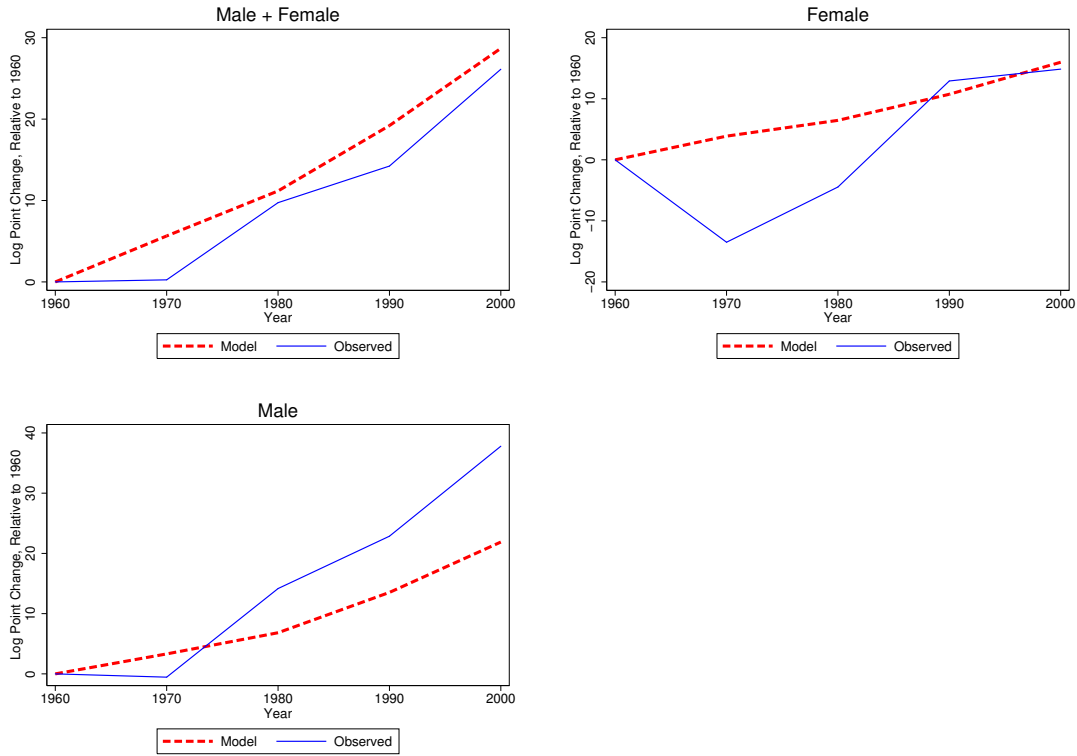 Male + Female
Log Point Change, Relative to 1960
30
20
10
0
1960 1970 1980 1990 2000
Year
Model Observed
Female
Log Point Change, Relative to 1960
20
10
0
−10
−20
1960 1970 1980 1990 2000
Year
Model Observed
Male
Log Point Change, Relative to 1960
40
30
20
10
0
1960 1970 1980 1990 2000
Year
Model Observed